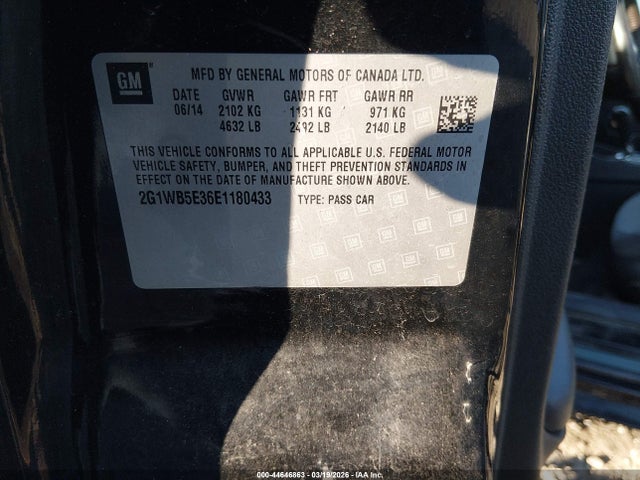 GM
MFD BY GENERAL MOTORS OF CANADA LTD.
DATE GVWR GAWR FRT GAWR RR
06/14 2102 KG 1131 KG 971 KG
4632 LB 2492 LB 2140 LB
THIS VEHICLE CONFORMS TO ALL APPLICABLE U.S. FEDERAL MOTOR
VEHICLE SAFETY, BUMPER, AND THEFT PREVENTION STANDARDS IN
EFFECT ON THE DATE OF MANUFACTURE SHOWN ABOVE.
2G1WB5E36E1180433 TYPE: PASS CAR
00-44646863 - 03/19/2026 - IAA Inc.